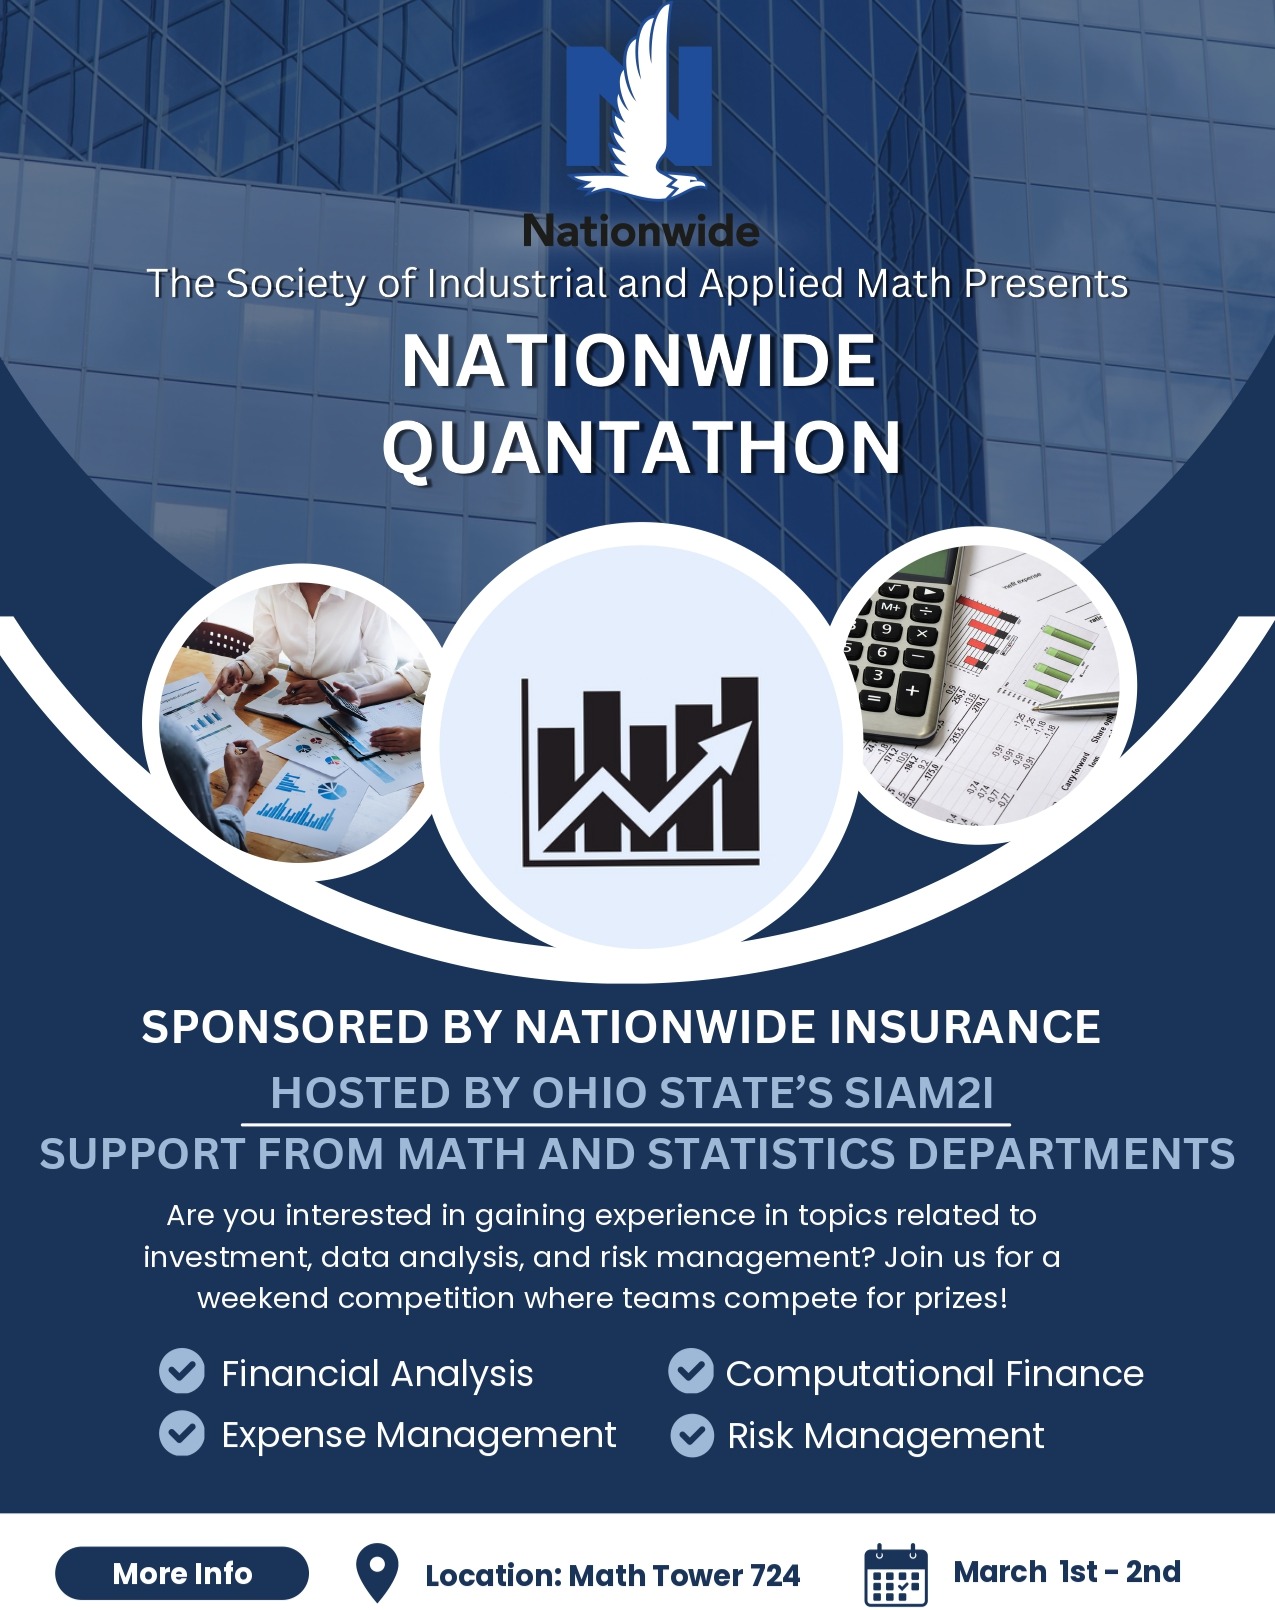 Nationwide
The Society of Industrial and Applied Math Presents
NATIONWIDE
QUANTATHON
SPONSORED BY NATIONWIDE INSURANCE
HOSTED BY OHIO STATE'S SIAM2I
SUPPORT FROM MATH AND STATISTICS DEPARTMENTS
Are you interested in gaining experience in topics related to
investment, data analysis, and risk management? Join us for a
weekend competition where teams compete for prizes!
Financial Analysis
Computational Finance
Expense Management
Risk Management
More Info
Location: Math Tower 724
March 1st - 2nd